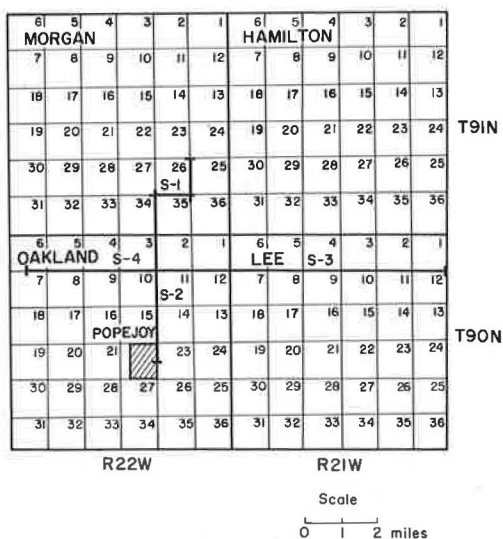 6 5 4 3 2 1 6 5 4 3 2 1
MORGAN HAMILTON
7 8 9 10 11 12 7 8 9 10 11 12
18 17 16 15 14 13 18 17 16 15 14 13
19 20 21 22 23 24 19 20 21 22 23 24 T91N
30 29 28 27 26 25 30 29 28 27 26 25
S-1
31 32 33 34 35 36 31 32 33 34 35 36
6 5 4 3 2 1 6 5 4 3 2 1
OAKLAND S-4 LEE S-3
7 8 9 10 11 12 7 8 9 10 11 12
S-2
18 17 16 15 14 13 18 17 16 15 14 13
POPEJOY T90N
19 20 21 23 24 19 20 21 22 23 24
30 29 28 27 26 25 30 29 28 27 26 25
31 32 33 34 35 36 31 32 33 34 35 36
R22W R21W
Scale
0 1 2 miles